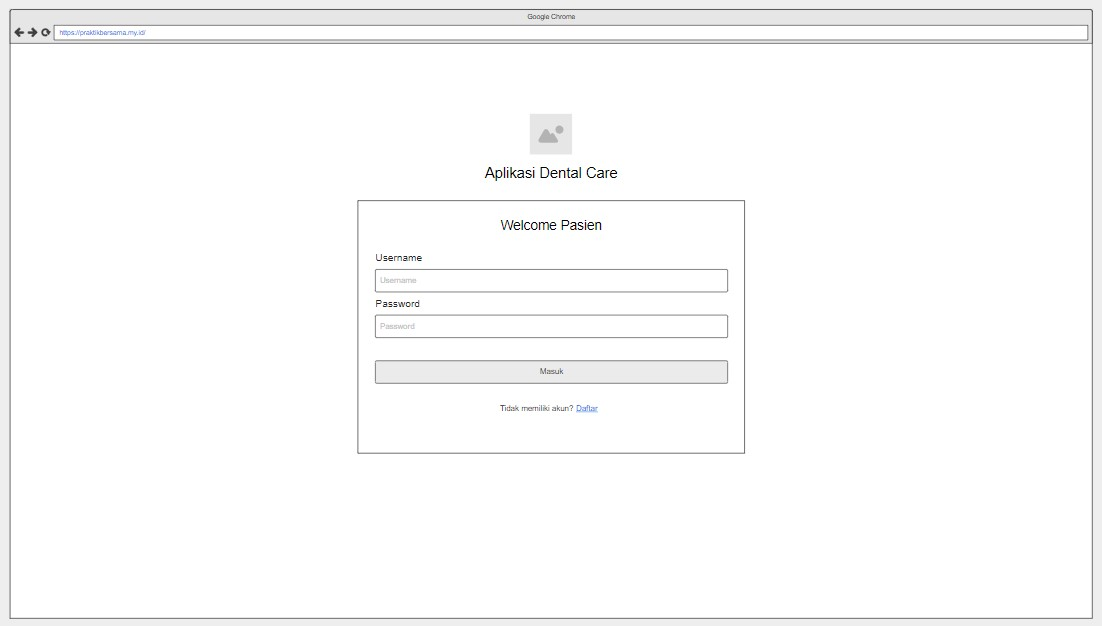 Google Chrome
https://praktikbersama.my.id/
Aplikasi Dental Care
Welcome Pasien
Username
Username
Password
Password
Masuk
Tidak memiliki akun? Daftar